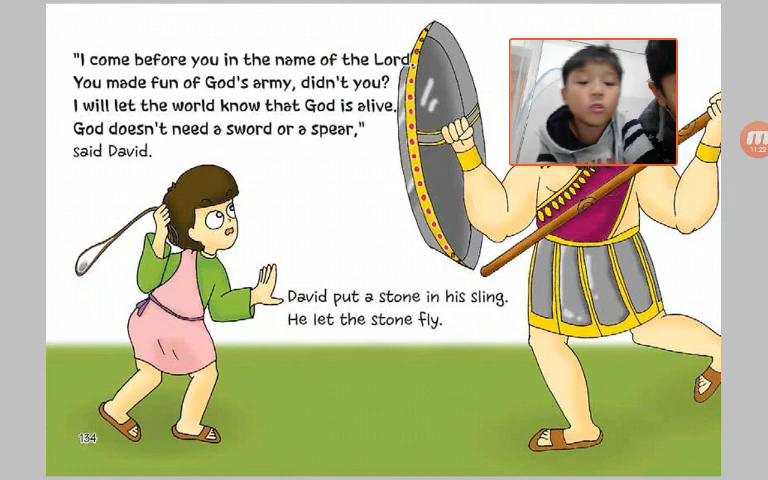 "I come before you in the name of the Lord
You made fun of God's army, didn't you?
I will let the world know that God is alive.
God doesn't need a sword or a spear,"
said David.
David put a stone in his sling.
He let the stone fly.
134
11:22